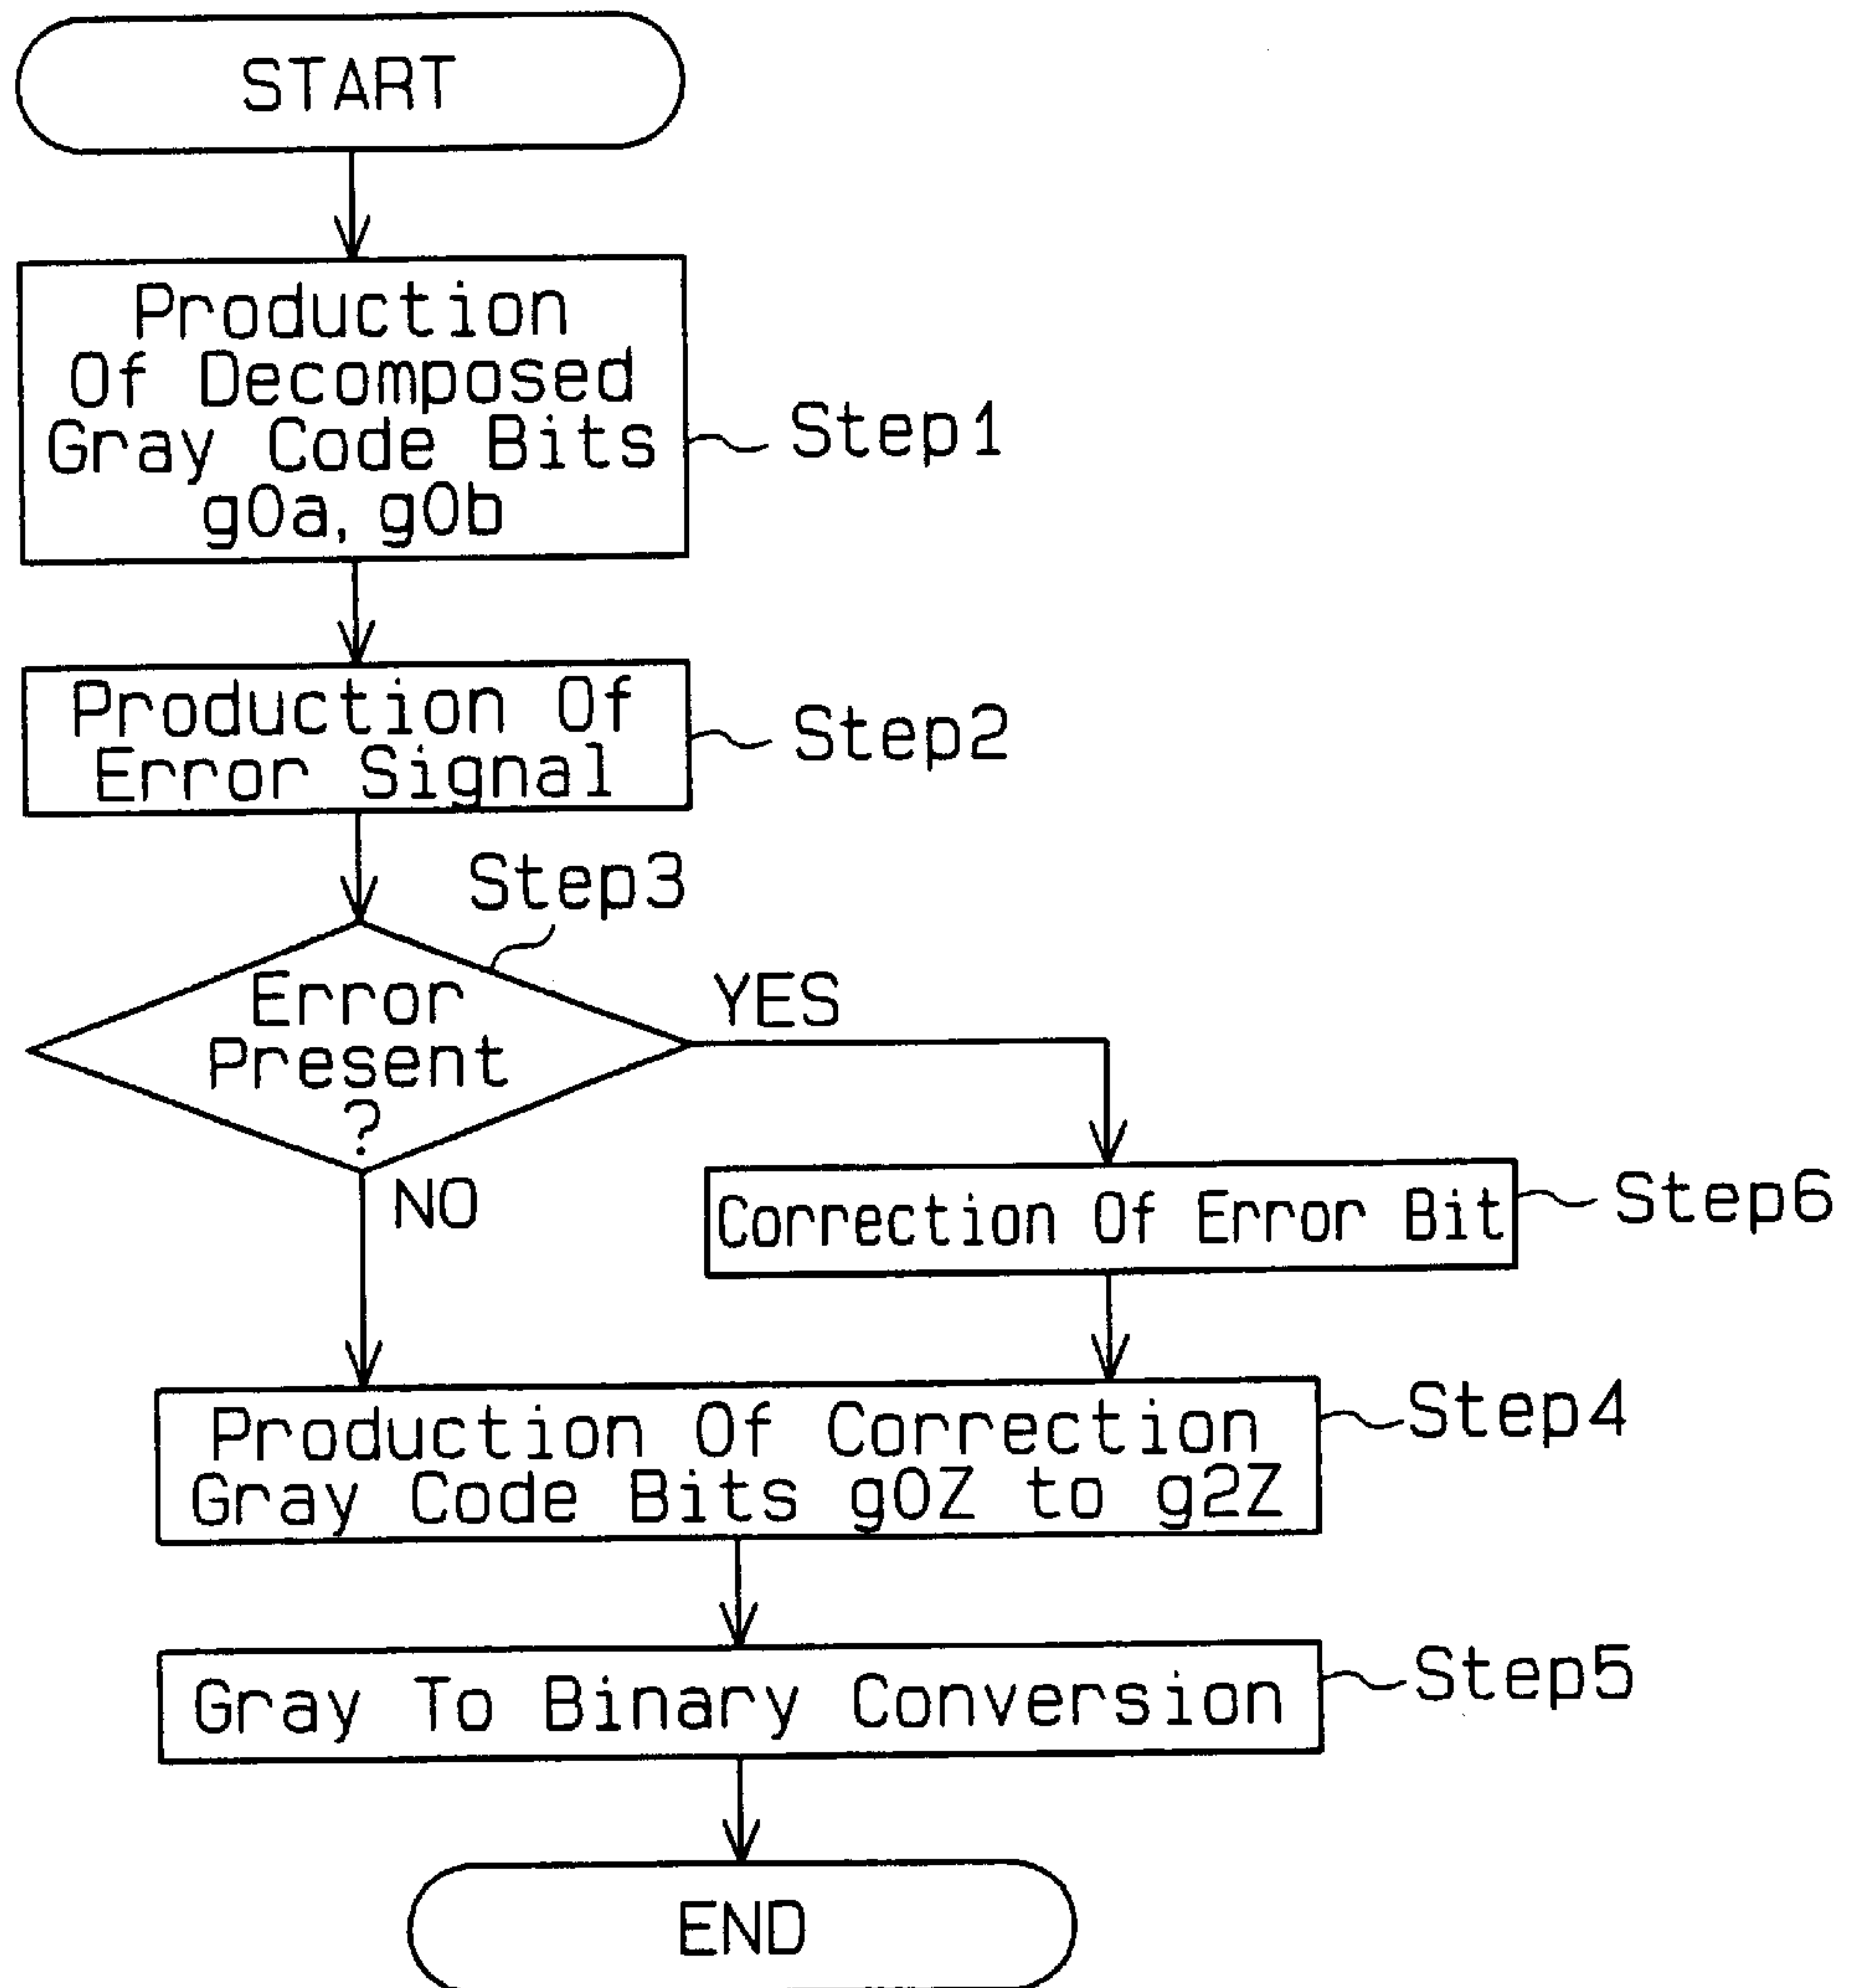 START
Production
Of Decomposed
Gray Code Bits
g0a, g0b
Step1
Production Of
Error Signal
Step2
Step3
Error
Present
?
YES
NO
Correction Of Error Bit
Step6
Production Of Correction
Gray Code Bits g0Z to g2Z
Step4
Gray To Binary Conversion
Step5
END